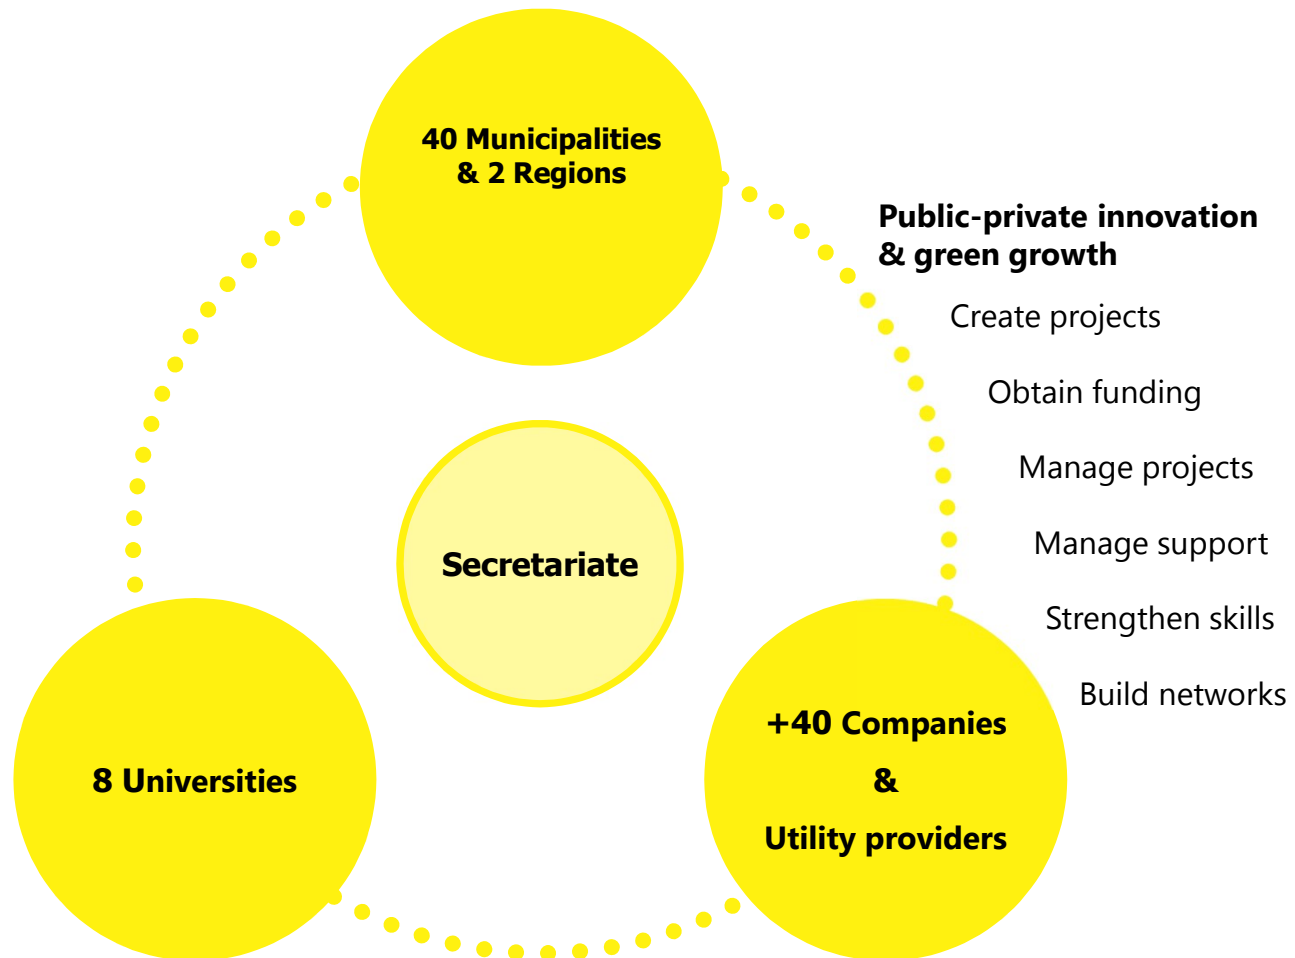 40 Municipalities
& 2 Regions
Public-private innovation
& green growth
Create projects
Obtain funding
Manage projects
Manage support
Strengthen skills
Build networks
Secretariate
8 Universities
+40 Companies
&
Utility providers